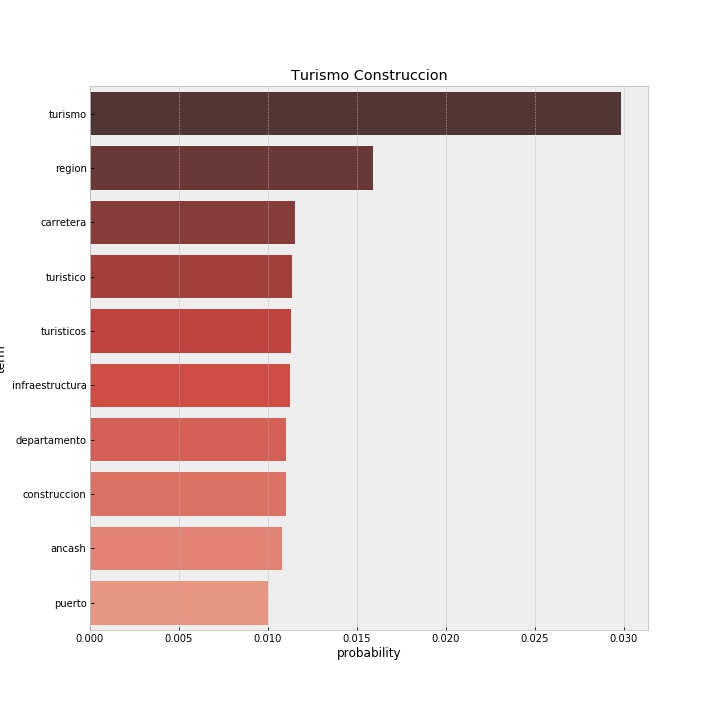 Turismo Construccion
turismo
region
carretera
turistico
turisticos
infraestructura
departamento
construccion
ancash
puerto
0.000 0.005 0.010 0.015 0.020 0.025 0.030
probability